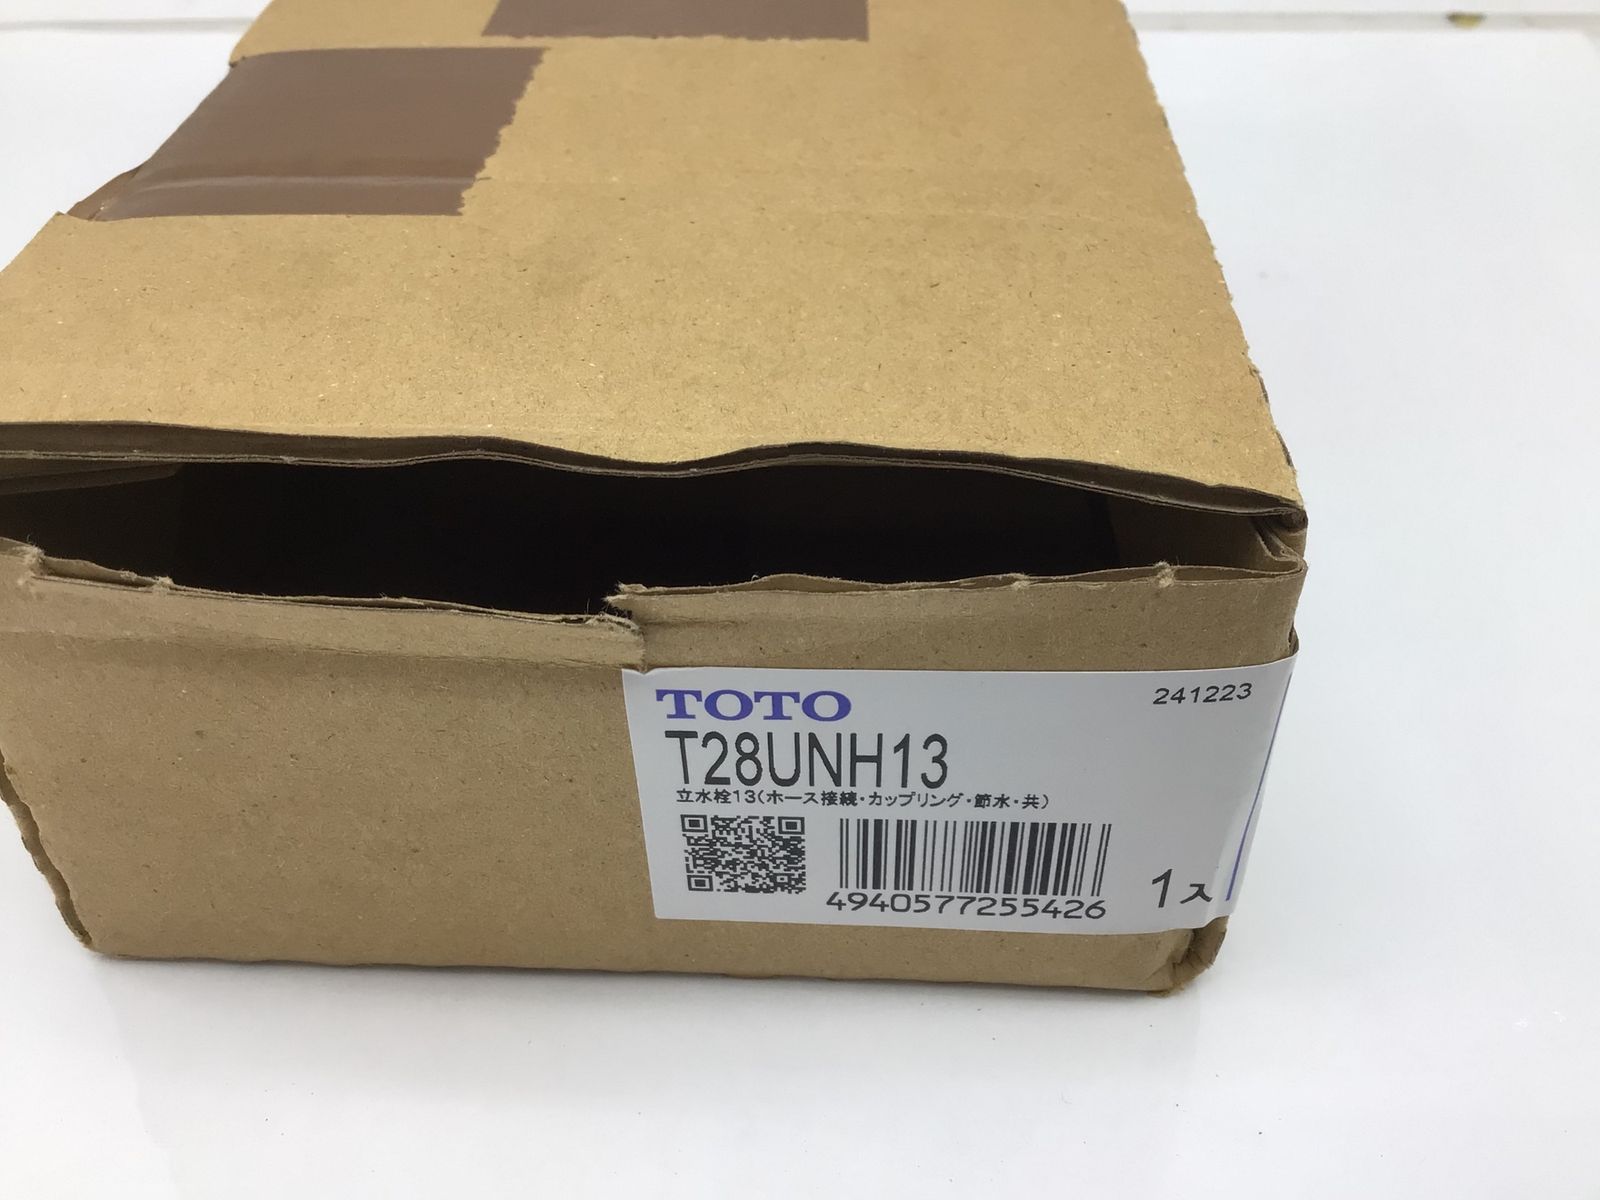 TOTO
241223
T28UNH13
立水栓13(ホース接続・カップリング・節水・共)
4940577255426
1入